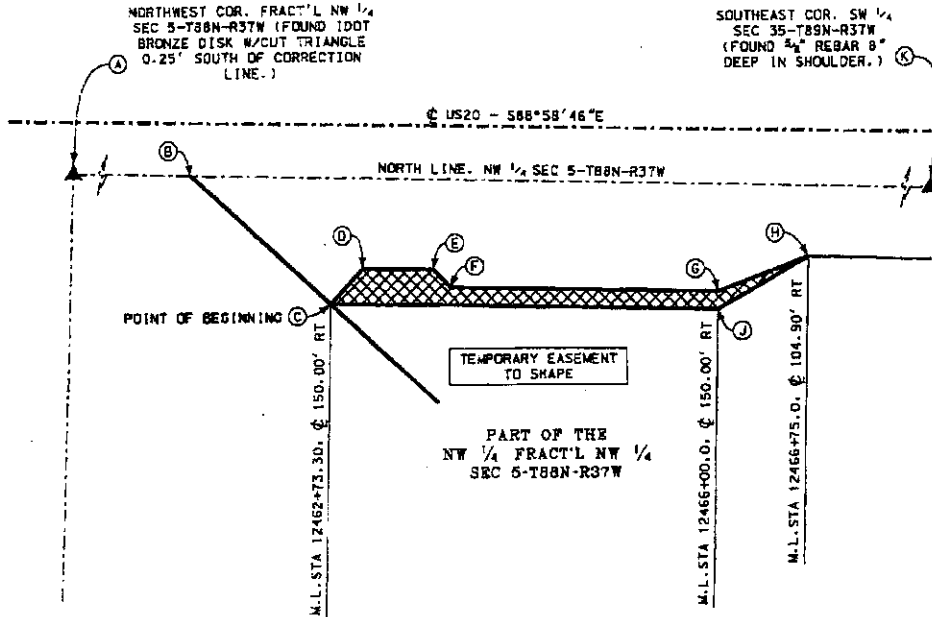 NORTHWEST COR. FRACT'L NW 1/4
SEC 5-T88N-R37W (FOUND IDOT
BRONZE DISK W/CUT TRIANGLE
0.25' SOUTH OF CORRECTION
LINE.)
A
SOUTHEAST COR. SW 1/4
SEC 35-T89N-R37W
(FOUND 5/8" REBAR 8"
DEEP IN SHOULDER.)
K
℄ US20 - S88°58'46"E
B
NORTH LINE. NW 1/4 SEC 5-T88N-R37W
D
E
F
G
H
POINT OF BEGINNING C
J
TEMPORARY EASEMENT
TO SHAPE
PART OF THE
NW 1/4 FRACT'L NW 1/4
SEC 5-T88N-R37W
M.L.STA 12462+73.30, ℄ 150.00' RT
M.L.STA 12466+00.0, ℄ 150.00' RT
M.L.STA 12466+75.0, ℄ 104.90' RT